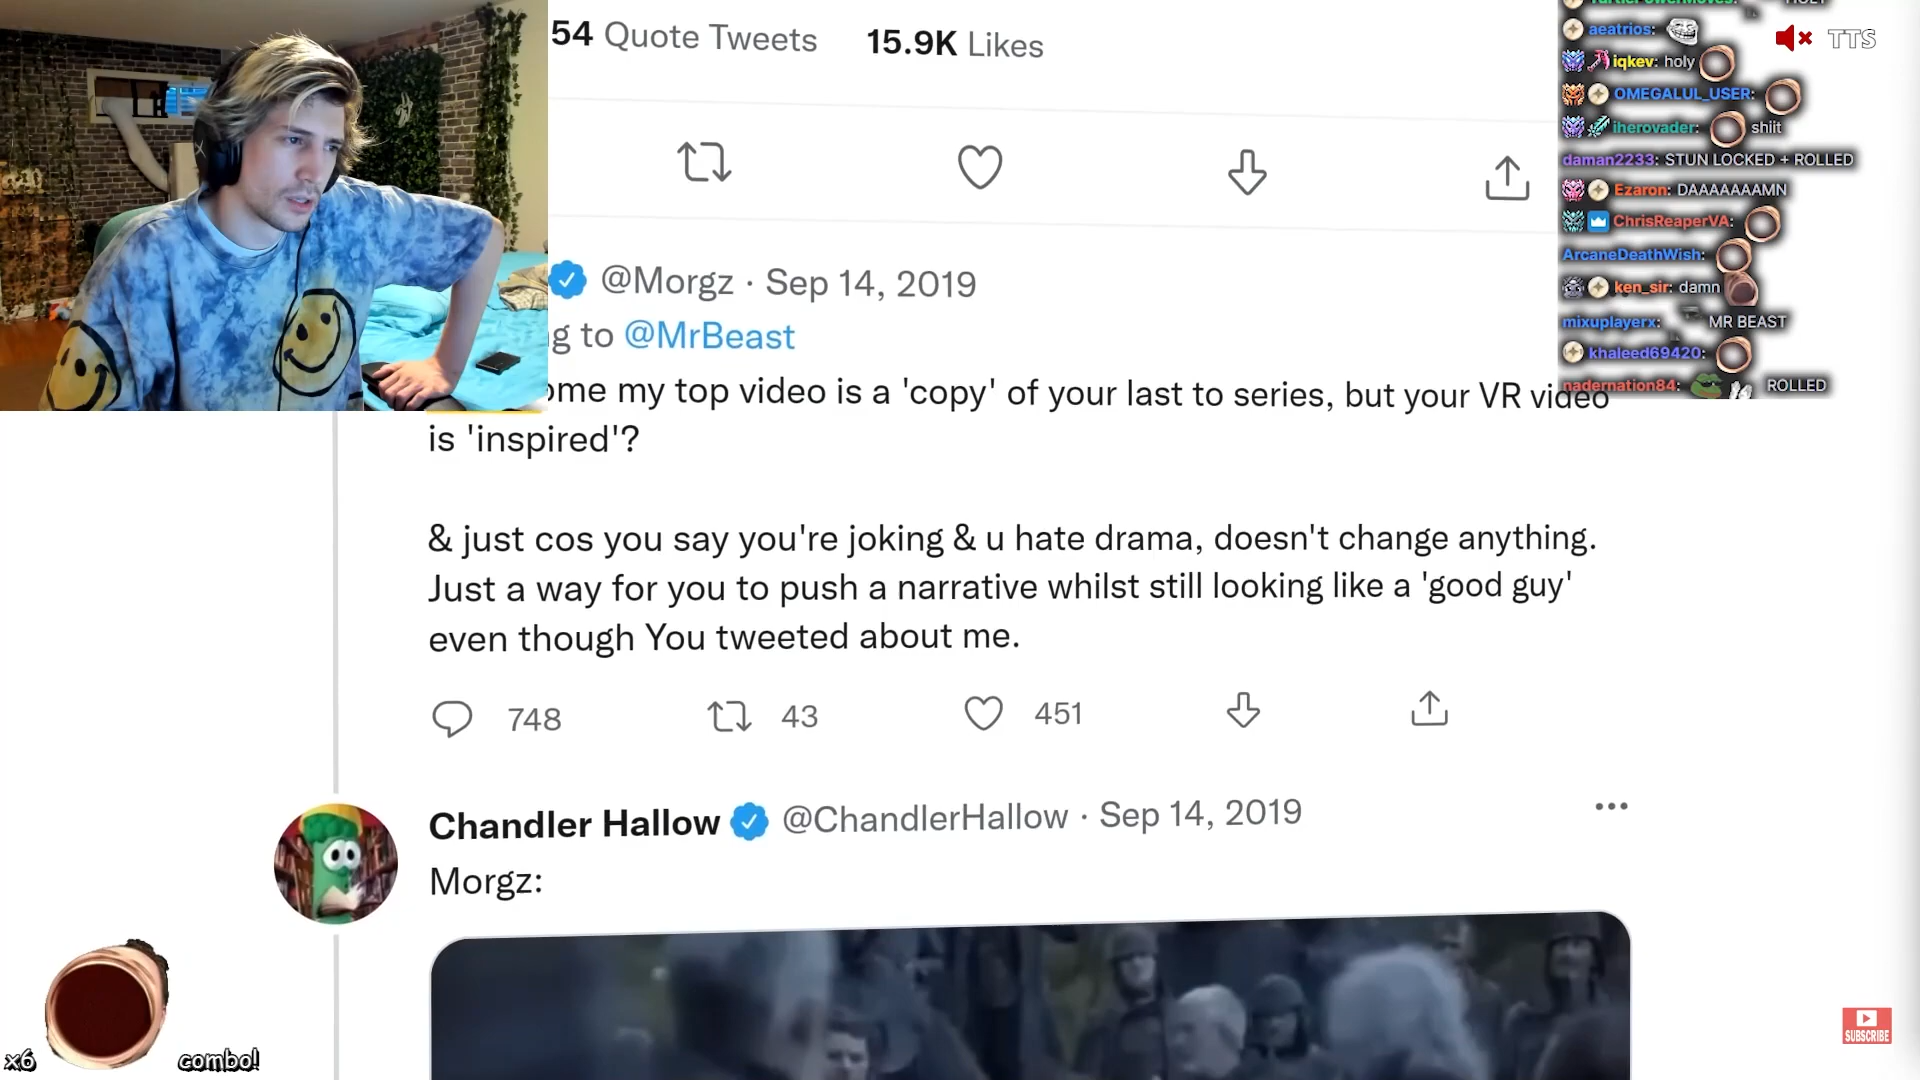 54 Quote Tweets 15.9K Likes
@Morgz · Sep 14, 2019
g to @MrBeast
ome my top video is a 'copy' of your last to series, but your VR video
is 'inspired'?
& just cos you say you're joking & u hate drama, doesn't change anything.
Just a way for you to push a narrative whilst still looking like a 'good guy'
even though You tweeted about me.
748 43 451
Chandler Hallow @ChandlerHallow · Sep 14, 2019
Morgz:
x6 combo!
TTS
aeatrios:
iqkev: holy
OMEGALUL_USER:
iherovader: shiit
daman2233: STUN LOCKED + ROLLED
Ezaron: DAAAAAAAMN
ChrisReaperVA:
ArcaneDeathWish:
ken_sir: damn
mixuplayerx: MR BEAST
khaleed69420:
nadernation84: ROLLED
SUBSCRIBE